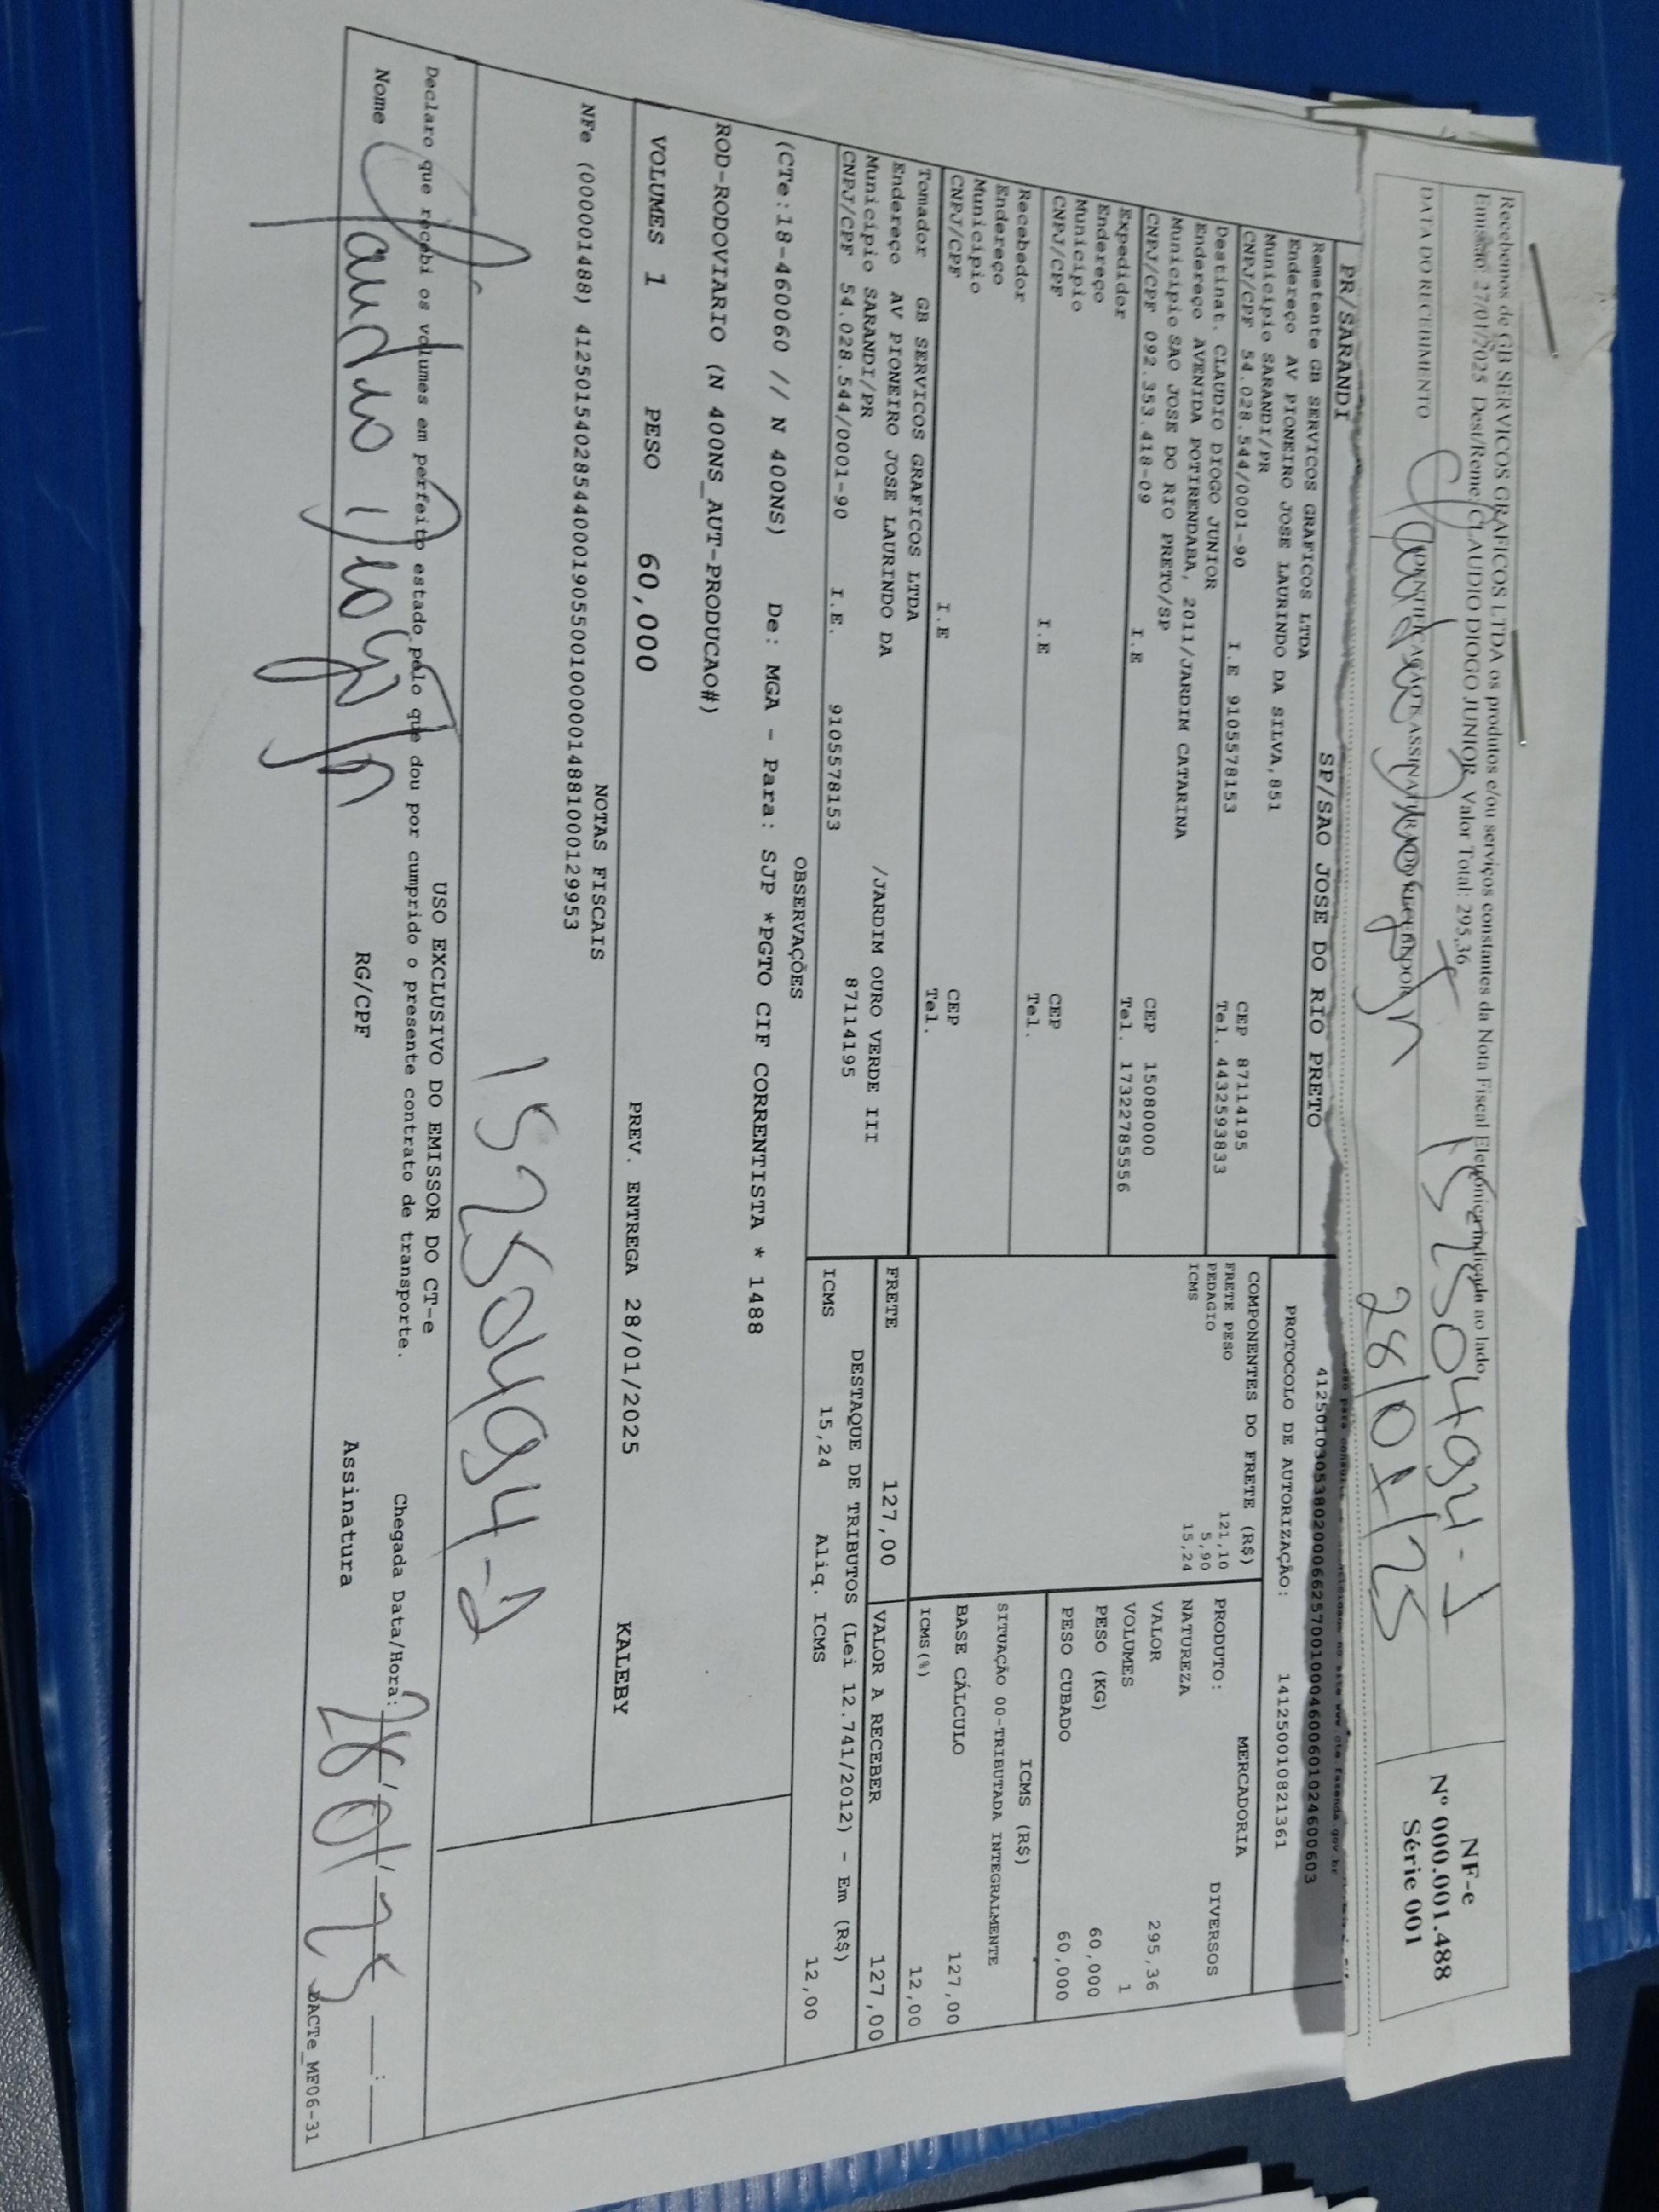 Recebemos de GB SERVICOS GRAFICOS LTDA os produtos e/ou serviços constantes da Nota Fiscal Eletrônica indicada ao lado.
Emissão: 27/01/2025 Dest/Reme: CLAUDIO DIOGO JUNIOR Valor Total: 295,36
15250494-1
DATA DO RECEBIMENTO
IDENTIFICAÇÃO E ASSINATURA DO RECEBEDOR
28/01/25
NF-e
Nº 000.001.488
Série 001
PR/SARANDI
SP/SAO JOSE DO RIO PRETO
41250103053802000662570010004600601024600603
PROTOCOLO DE AUTORIZAÇÃO: 141250010821361
Remetente GB SERVICOS GRAFICOS LTDA
Endereço AV PIONEIRO JOSE LAURINDO DA SILVA,851
Município SARANDI/PR CEP 87114195
CNPJ/CPF 54.028.544/0001-90 I.E 9105578153 Tel. 4432593833
Destinat. CLAUDIO DIOGO JUNIOR
Endereço AVENIDA POTIRENDABA, 2011/JARDIM CATARINA
Município SAO JOSE DO RIO PRETO/SP CEP 15080000
CNPJ/CPF 092.353.418-09 I.E Tel. 17322785556
Expedidor
Endereço
Município CEP
CNPJ/CPF I.E Tel.
Recebedor
Endereço
Município CEP
CNPJ/CPF I.E Tel.
Tomador GB SERVICOS GRAFICOS LTDA
Endereço AV PIONEIRO JOSE LAURINDO DA /JARDIM OURO VERDE III
Município SARANDI/PR 87114195
CNPJ/CPF 54.028.544/0001-90 I.E. 9105578153
COMPONENTES DO FRETE (R$)
FRETE PESO 121,10
PEDAGIO 5,90
ICMS 15,24
MERCADORIA
PRODUTO: DIVERSOS
NATUREZA
VALOR 295,36
VOLUMES 1
PESO (KG) 60,000
PESO CUBADO 60,000
ICMS (R$)
SITUAÇÃO 00-TRIBUTADA INTEGRALMENTE
BASE CÁLCULO 127,00
ICMS(%) 12,00
FRETE 127,00
VALOR A RECEBER 127,00
DESTAQUE DE TRIBUTOS (Lei 12.741/2012) - Em (R$)
ICMS 15,24 Aliq. ICMS 12,00
OBSERVAÇÕES
(CTe:18-460060 // N 400NS) De: MGA - Para: SJP *PGTO CIF CORRENTISTA * 1488
ROD-RODOVIARIO (N 400NS_AUT-PRODUCAO#)
VOLUMES 1 PESO 60,000 PREV. ENTREGA 28/01/2025 KALEBY
NOTAS FISCAIS
NFe (000001488) 41250154028544000190550010000014881000129953
15250494-1
USO EXCLUSIVO DO EMISSOR DO CT-e
Declaro que recebi os volumes em perfeito estado pelo que dou por cumprido o presente contrato de transporte.
Chegada Data/Hora: 28/01/25 __:__
Nome Claudio Diogo Jr RG/CPF Assinatura
DACTe_MF06-31